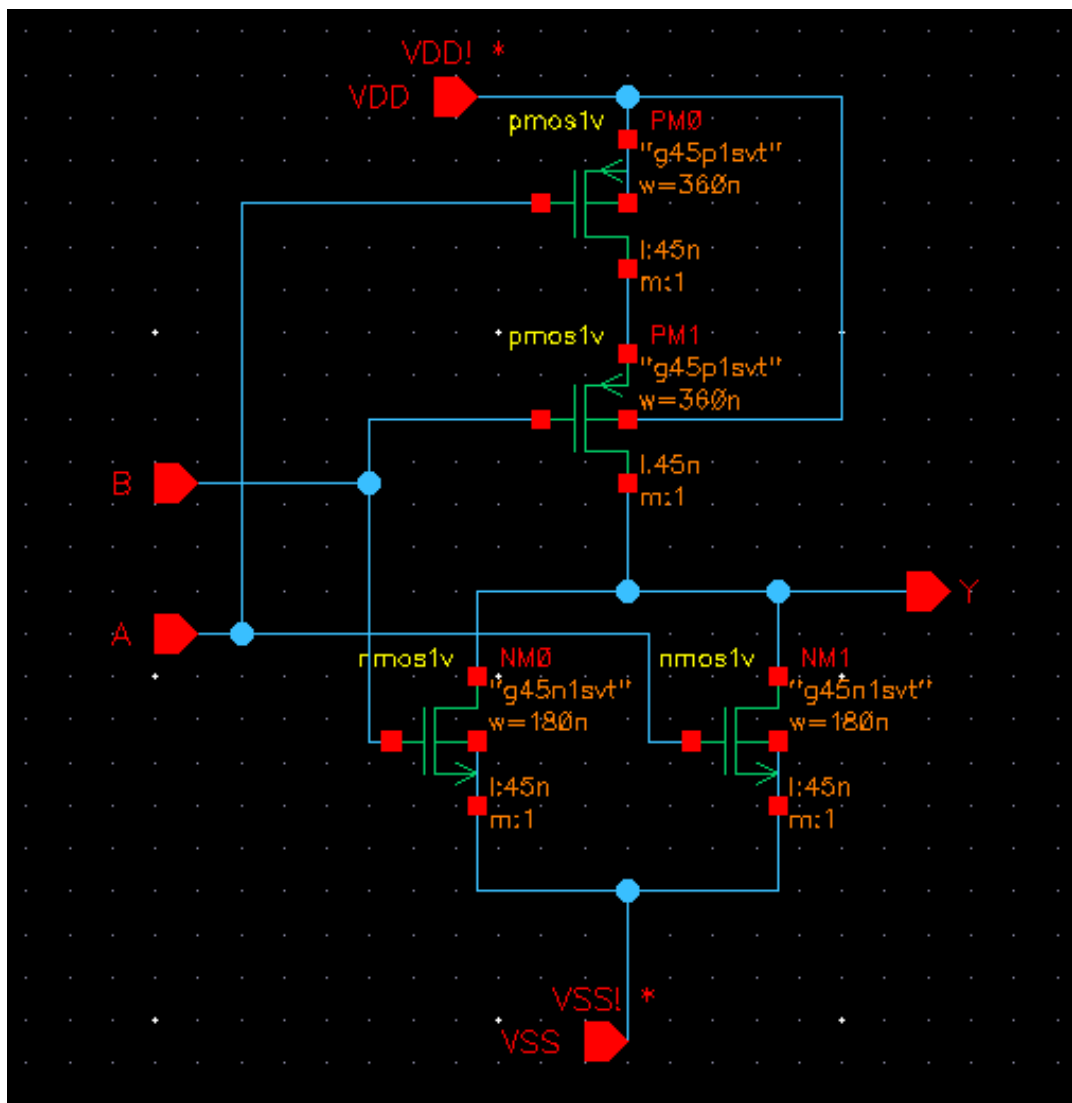 VDD! *
VDD
pmos1v PM0
"g45p1svt"
w=360n
l:45n
m:1
pmos1v PM1
"g45p1svt"
w=360n
l:45n
m:1
B
Y
A
nmos1v NM0
"g45n1svt"
w=180n
l:45n
m:1
nmos1v NM1
"g45n1svt"
w=180n
l:45n
m:1
VSS! *
VSS